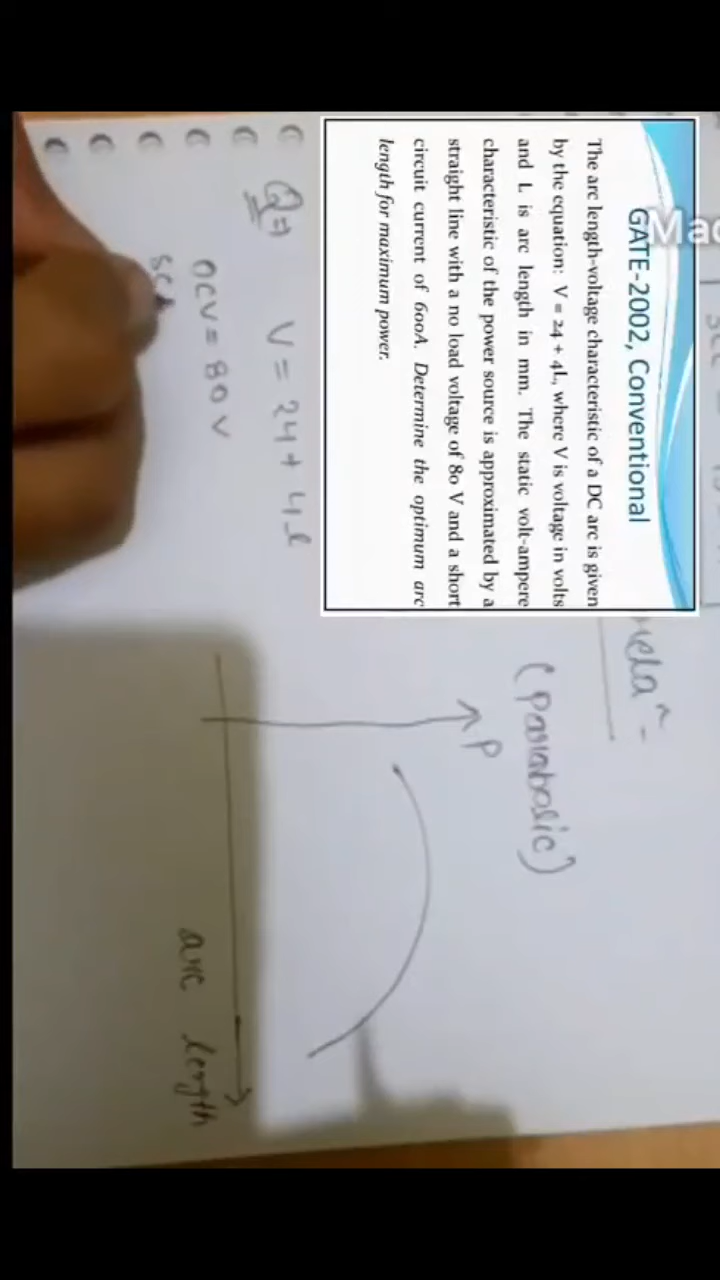 GATE-2002, Conventional
The arc length-voltage characteristic of a DC arc is given
by the equation: V = 24 + 4L, where V is voltage in volts
and L is arc length in mm. The static volt-ampere
characteristic of the power source is approximated by a
straight line with a no load voltage of 80 V and a short
circuit current of 600A. Determine the optimum arc
length for maximum power.
Mad
(Parabolic)
↑ P
arc length
Q⇒ V = 24 + 4l
OCV = 80 V